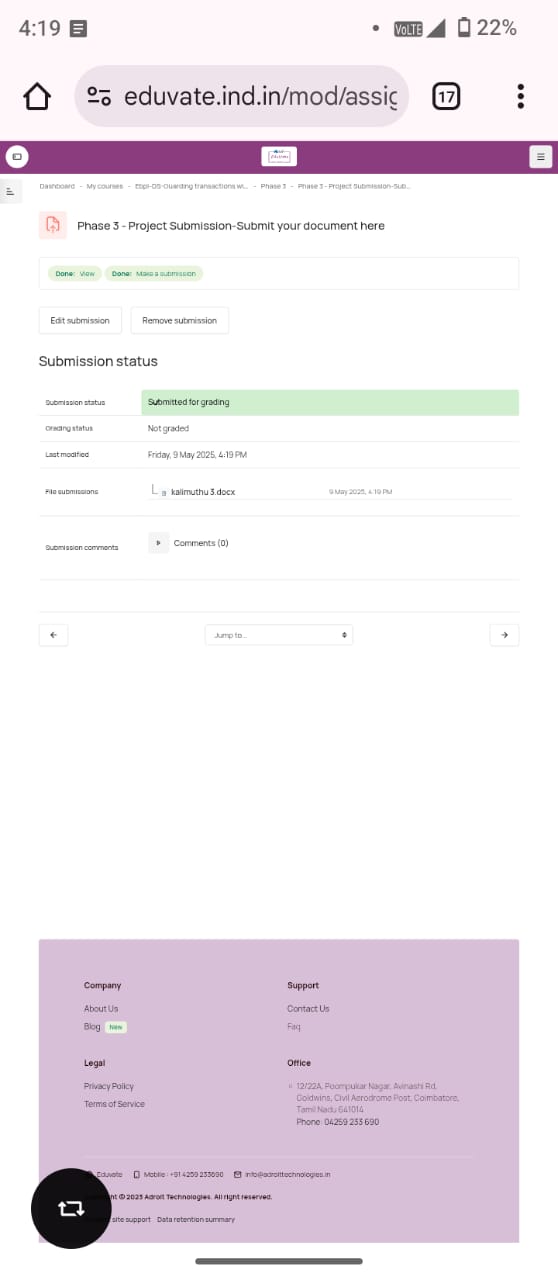 4:19
VoLTE 22%
eduvate.ind.in/mod/assig
17
Dashboard - My courses - Ebpl-DS-Guarding transactions wi... - Phase 3 - Phase 3 - Project Submission-Sub...
Phase 3 - Project Submission-Submit your document here
Done: View Done: Make a submission
Edit submission Remove submission
Submission status
Submission status Submitted for grading
Grading status Not graded
Last modified Friday, 9 May 2025, 4:19 PM
File submissions kalimuthu 3.docx 9 May 2025, 4:19 PM
Submission comments Comments (0)
Jump to...
Company Support
About Us Contact Us
Blog New Faq
Legal Office
Privacy Policy 12/22A, Poompukar Nagar, Avinashi Rd,
Terms of Service Goldwins, Civil Aerodrome Post, Coimbatore,
Tamil Nadu 641014
Phone: 04259 233 690
Eduvate Mobile : +91 4259 233690 info@adroittechnologies.in
ht © 2023 Adroit Technologies. All right reserved.
site support Data retention summary